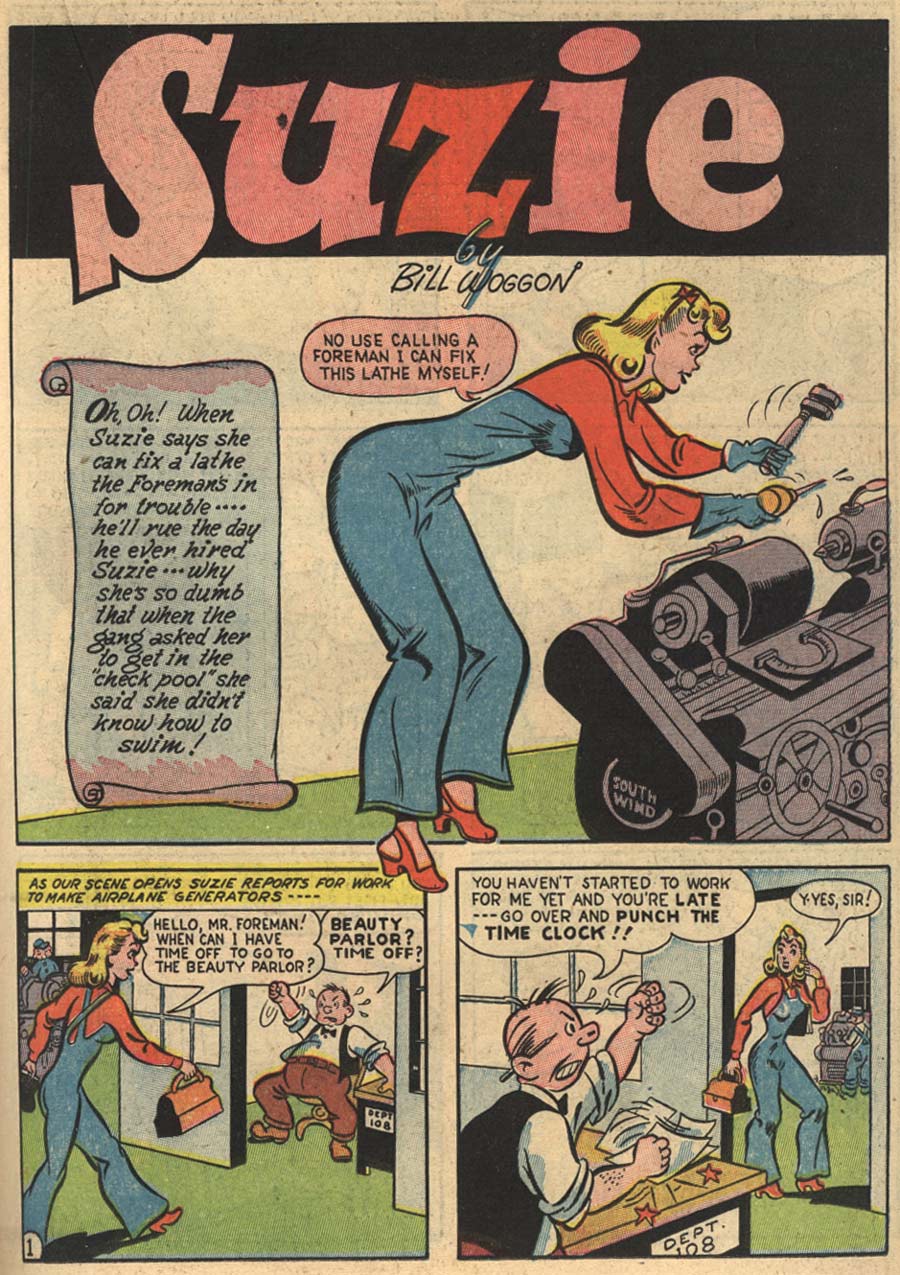 Suzie
by
BILL WOGGON
NO USE CALLING A
FOREMAN I CAN FIX
THIS LATHE MYSELF!
Oh, Oh! When
Suzie says she
can fix a lathe
the Foreman's in
for trouble ····
he'll rue the day
he ever hired
Suzie ··· why
she's so dumb
that when the
gang asked her
to get in the
"check pool" she
said she didn't
know how to
swim!
SOUTH
WIND
AS OUR SCENE OPENS SUZIE REPORTS FOR WORK
TO MAKE AIRPLANE GENERATORS ----
HELLO, MR. FOREMAN!
WHEN CAN I HAVE
TIME OFF TO GO TO
THE BEAUTY PARLOR?
BEAUTY
PARLOR?
TIME OFF?
DEPT
108
1
YOU HAVEN'T STARTED TO WORK
FOR ME YET AND YOU'RE LATE
---GO OVER AND PUNCH THE
TIME CLOCK!!
Y-YES, SIR!
DEPT.
108